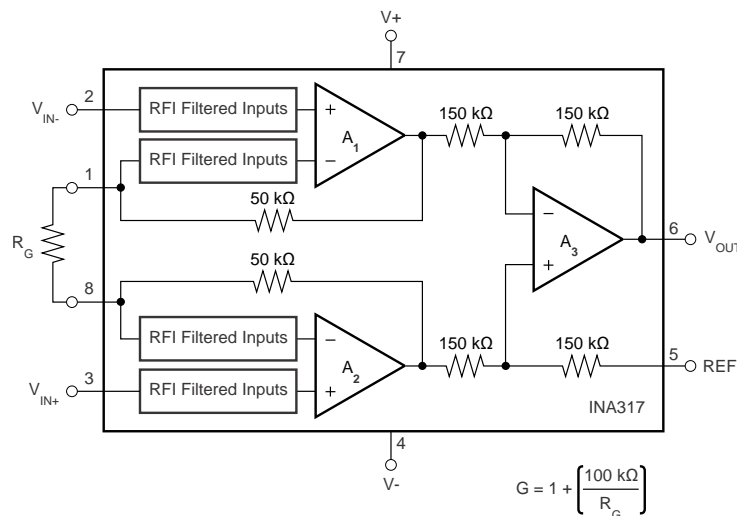 V+
7
2
V_IN-
RFI Filtered Inputs
+
A_1
150 kΩ
150 kΩ
RFI Filtered Inputs
−
1
50 kΩ
−
A_3
+
6
V_OUT
R_G
50 kΩ
8
RFI Filtered Inputs
−
A_2
150 kΩ
150 kΩ
5
REF
V_IN+
3
RFI Filtered Inputs
+
INA317
4
V-
G = 1 + [100 kΩ / R_G]